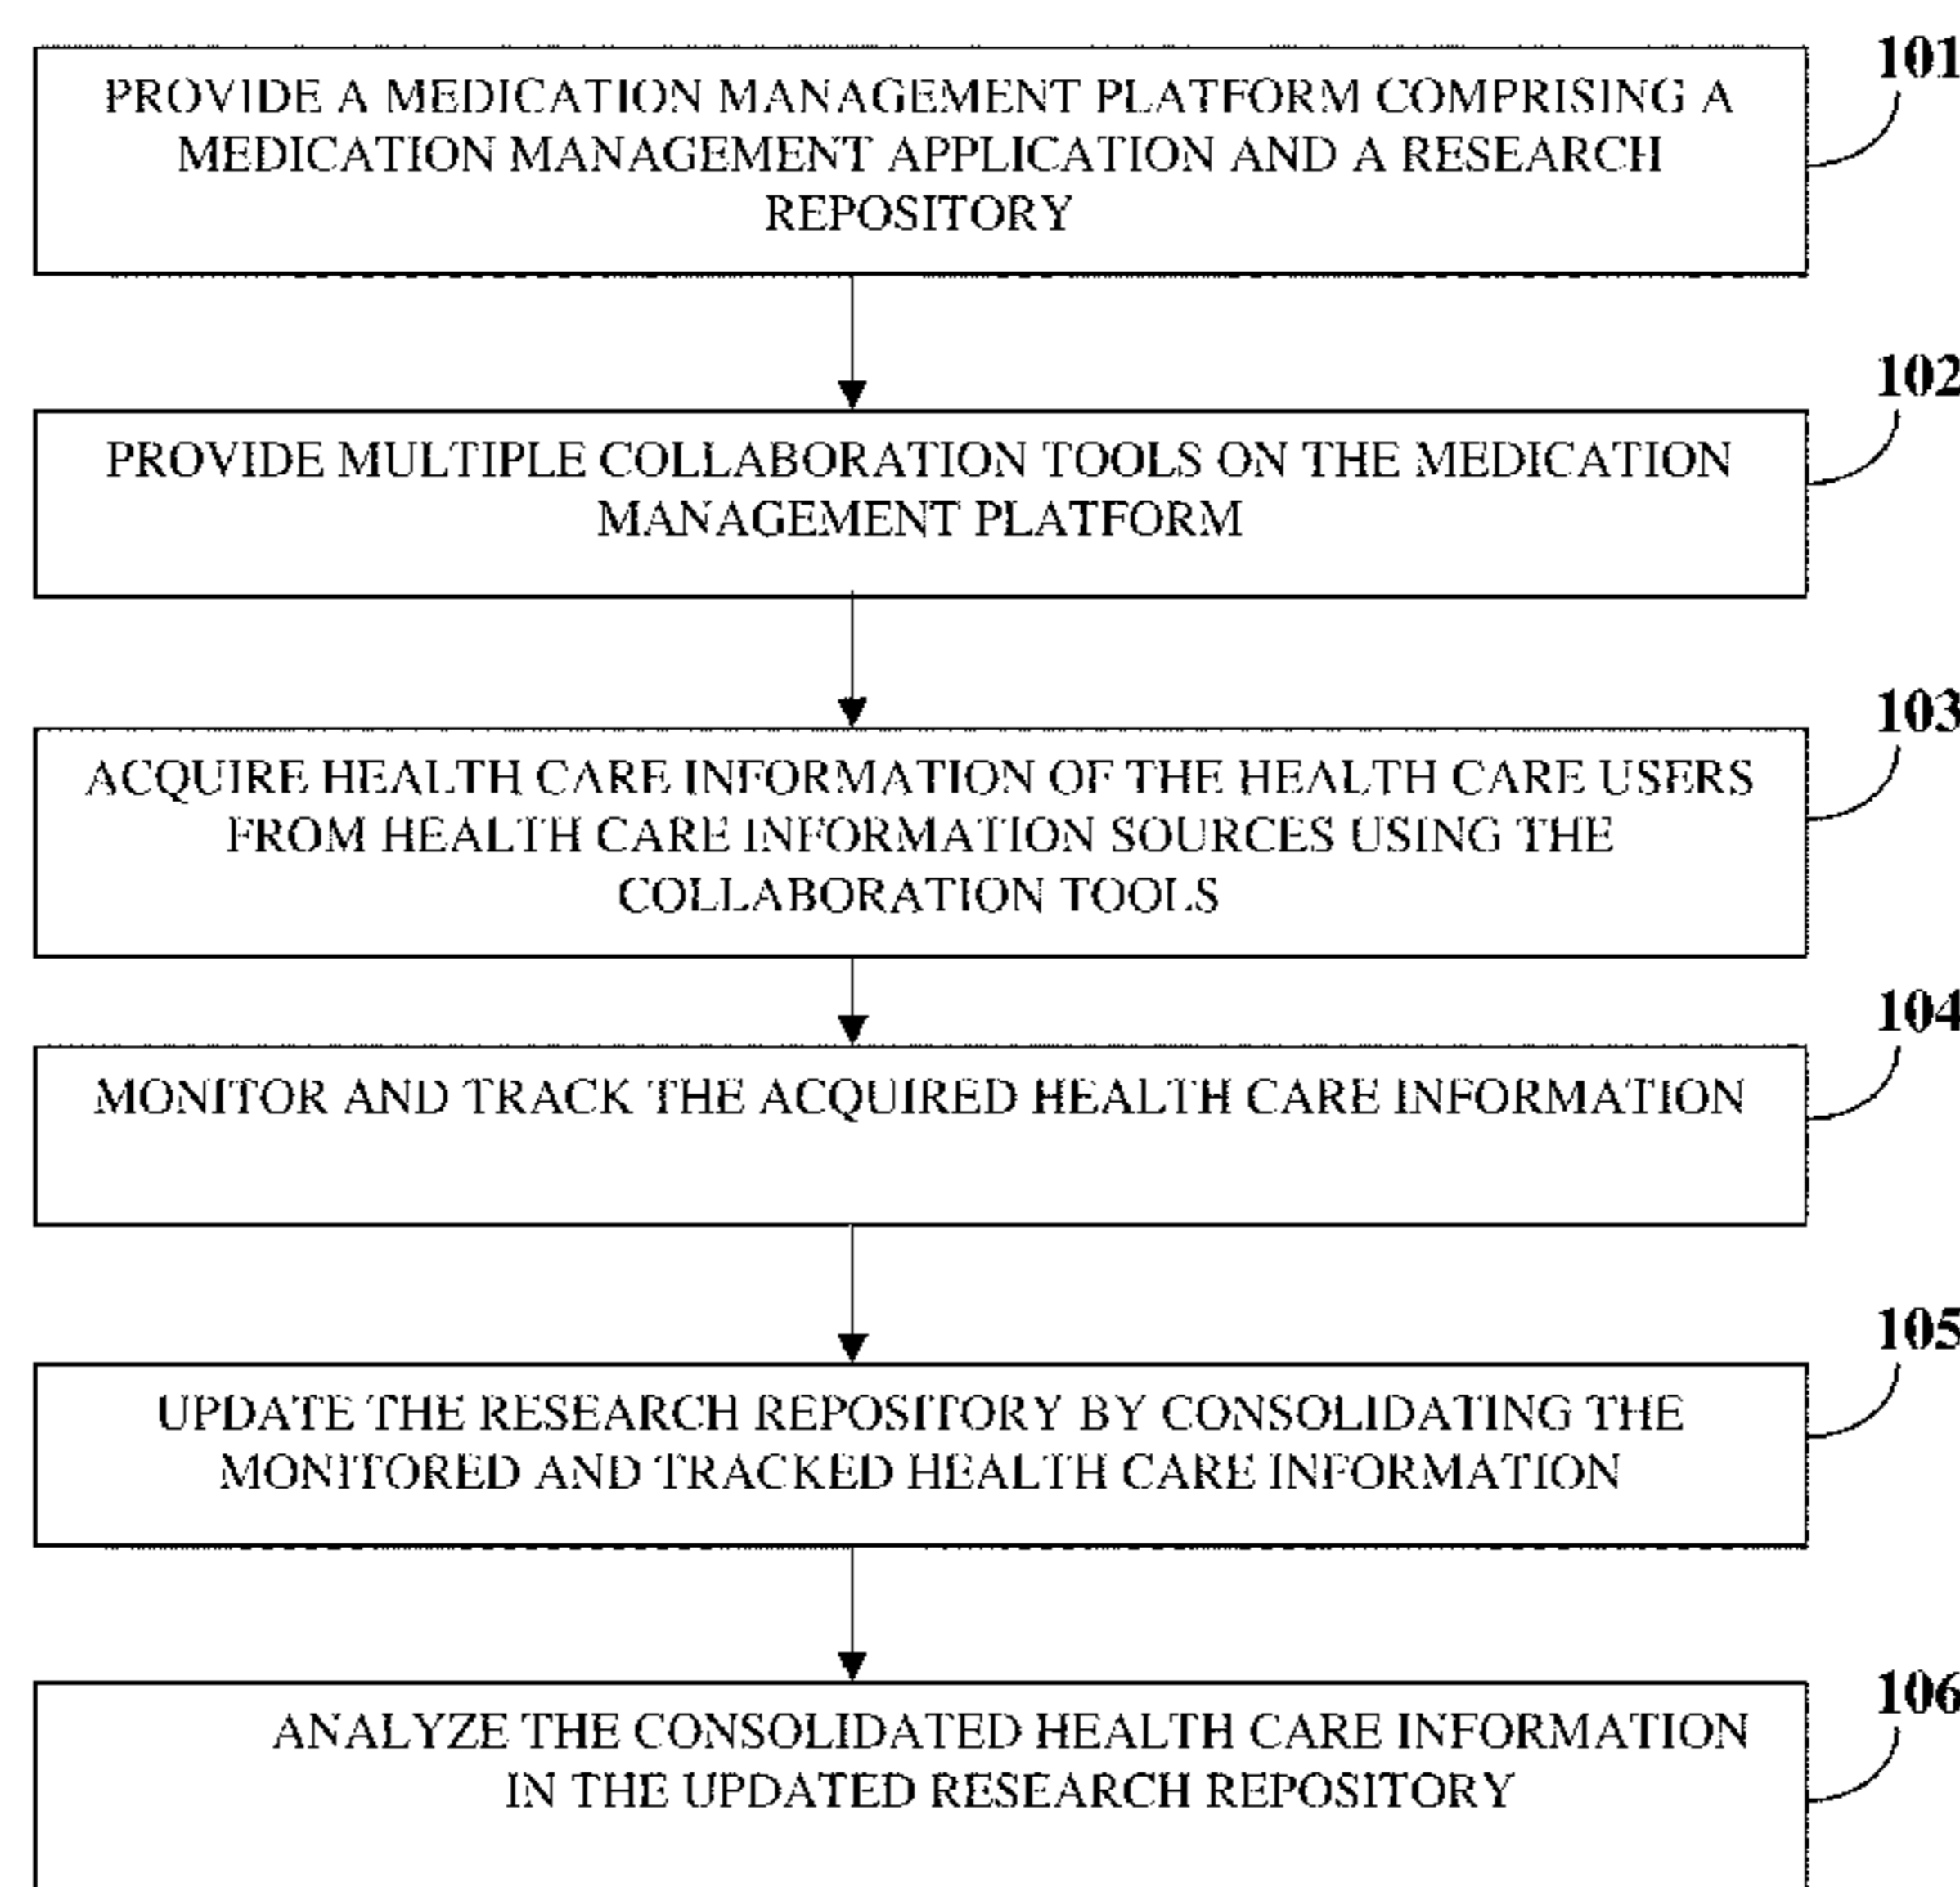 101
PROVIDE A MEDICATION MANAGEMENT PLATFORM COMPRISING A
MEDICATION MANAGEMENT APPLICATION AND A RESEARCH
REPOSITORY
102
PROVIDE MULTIPLE COLLABORATION TOOLS ON THE MEDICATION
MANAGEMENT PLATFORM
103
ACQUIRE HEALTH CARE INFORMATION OF THE HEALTH CARE USERS
FROM HEALTH CARE INFORMATION SOURCES USING THE
COLLABORATION TOOLS
104
MONITOR AND TRACK THE ACQUIRED HEALTH CARE INFORMATION
105
UPDATE THE RESEARCH REPOSITORY BY CONSOLIDATING THE
MONITORED AND TRACKED HEALTH CARE INFORMATION
106
ANALYZE THE CONSOLIDATED HEALTH CARE INFORMATION
IN THE UPDATED RESEARCH REPOSITORY